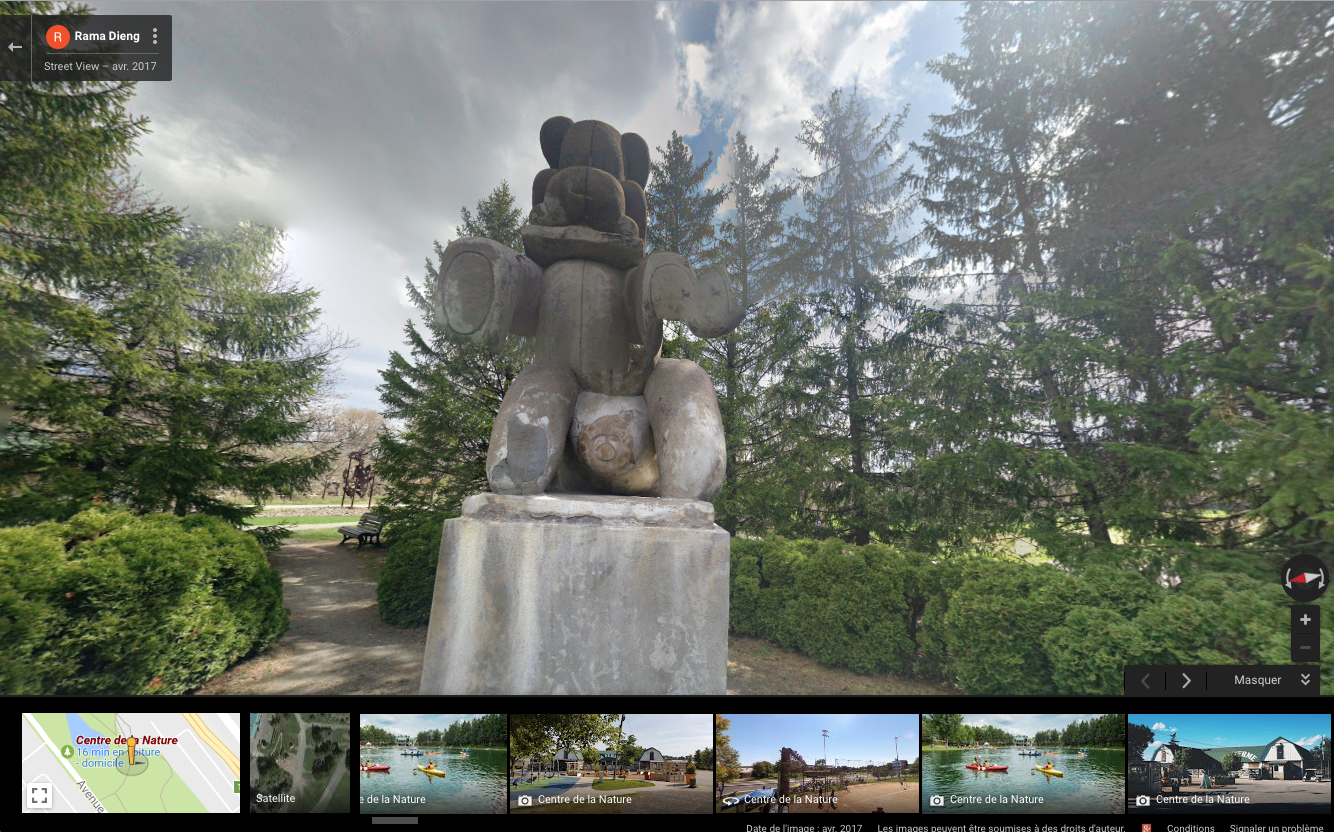 R Rama Dieng
Street View – avr. 2017
Masquer
Centre de la Nature
16 min en voiture
- domicile
Avenue
Satellite
e de la Nature
Centre de la Nature
Centre de la Nature
Centre de la Nature
Centre de la Nature
Date de l'image : avr. 2017 Les images peuvent être soumises à des droits d'auteur. Conditions Signaler un problème